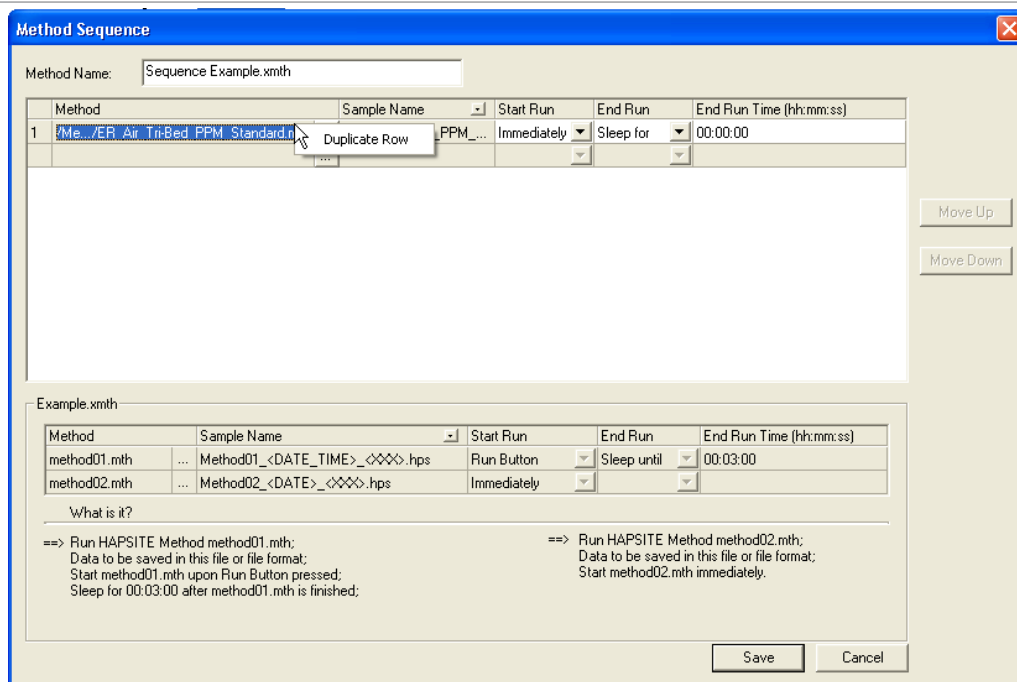 Method Sequence
Method Name: Sequence Example.xmth
Method Sample Name Start Run End Run End Run Time (hh:mm:ss)
1 /Me.../ER_Air_Tri-Bed_PPM_Standard. _PPM_... Immediately Sleep for 00:00:00
Duplicate Row
...
Move Up
Move Down
Example.xmth
Method Sample Name Start Run End Run End Run Time (hh:mm:ss)
method01.mth ... Method01_<DATE_TIME>_<XXX>.hps Run Button Sleep until 00:03:00
method02.mth ... Method02_<DATE>_<XXX>.hps Immediately
What is it?
==> Run HAPSITE Method method01.mth;
Data to be saved in this file or file format;
Start method01.mth upon Run Button pressed;
Sleep for 00:03:00 after method01.mth is finished;
==> Run HAPSITE Method method02.mth;
Data to be saved in this file or file format;
Start method02.mth immediately.
Save Cancel